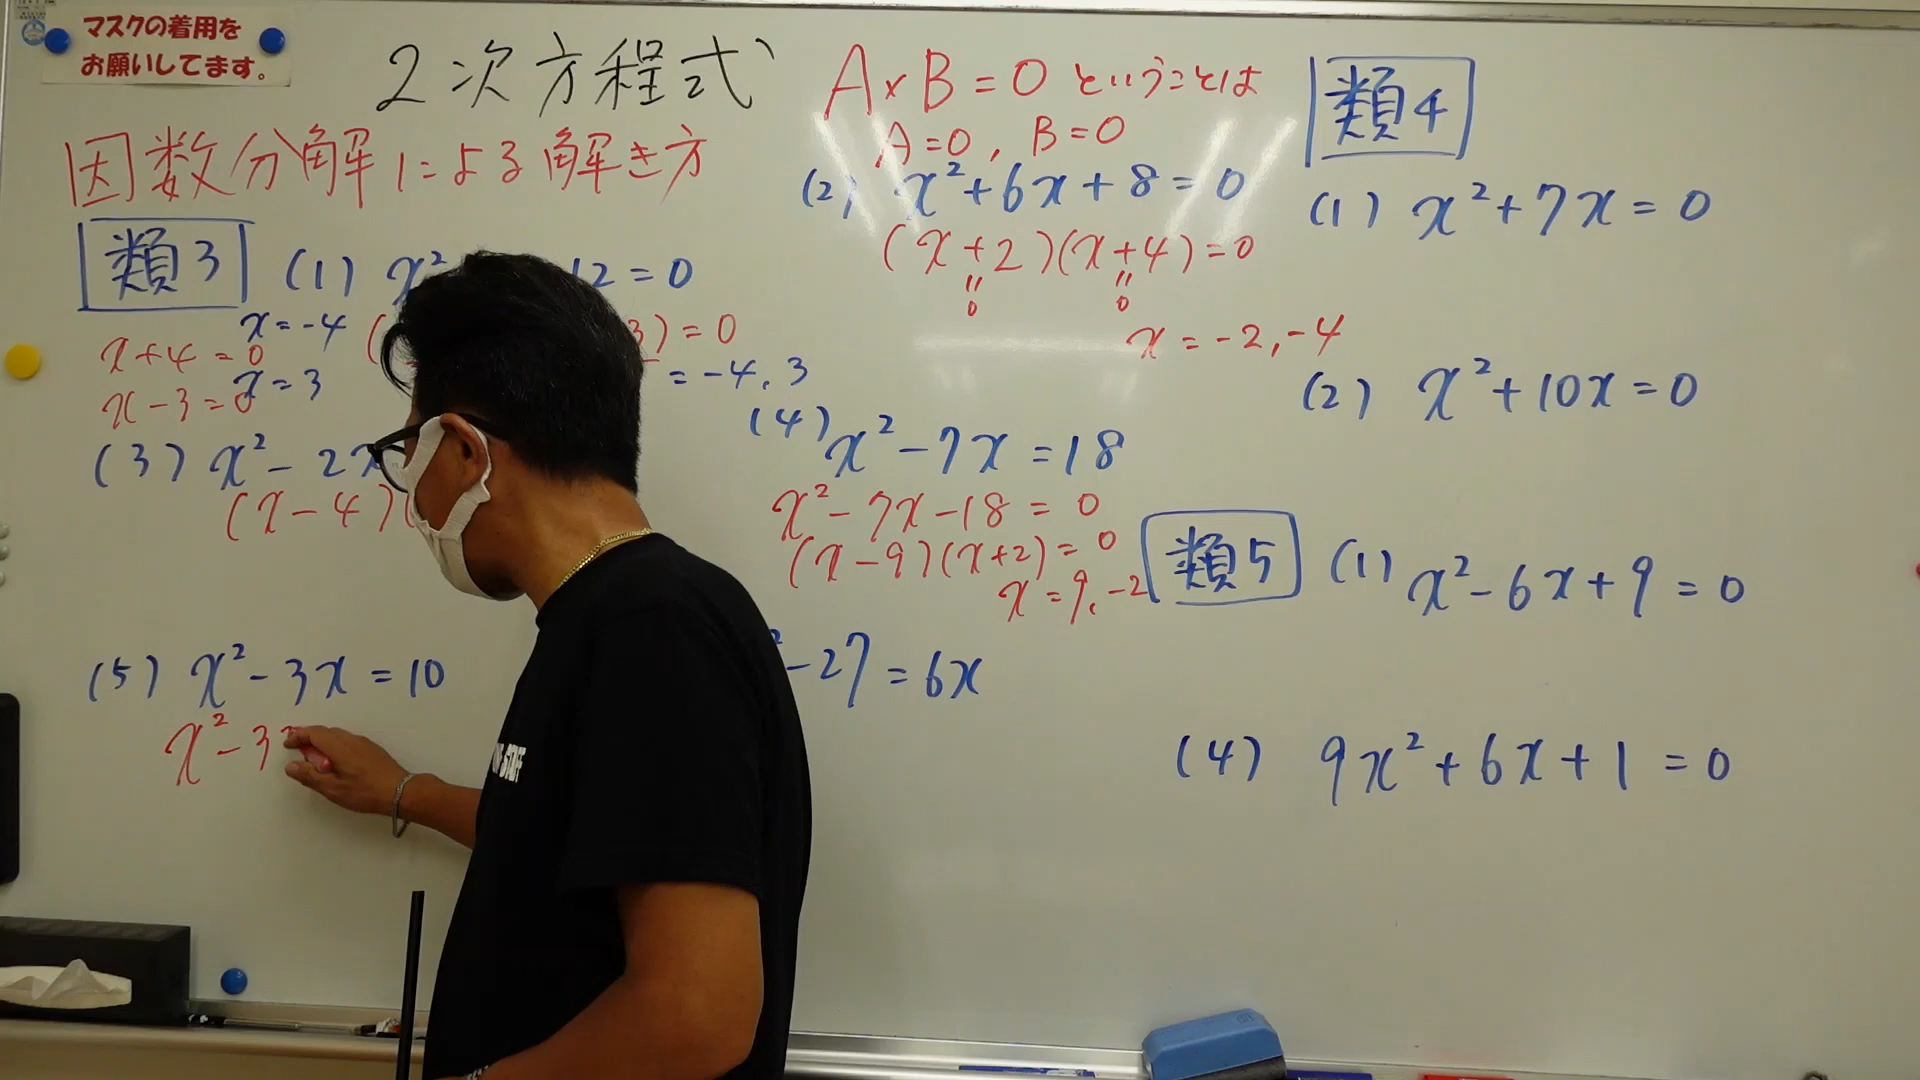 マスクの着用を
お願いしてます。
2次方程式
因数分解による解き方
A×B=0ということは
A=0, B=0
類3
(1) x² 12=0
x+4=0 x=-4
x-3=0 x=3
( 3)=0
=-4,3
(2) x²+6x+8=0
(x+2)(x+4)=0
" "
0 0
x=-2,-4
(3) x²-2x
(x-4)(
(4) x²-7x=18
x²-7x-18=0
(x-9)(x+2)=0
x=9,-2
(5) x²-3x=10
x²-3
²-27=6x
類4
(1) x²+7x=0
(2) x²+10x=0
類5
(1) x²-6x+9=0
(4) 9x²+6x+1=0